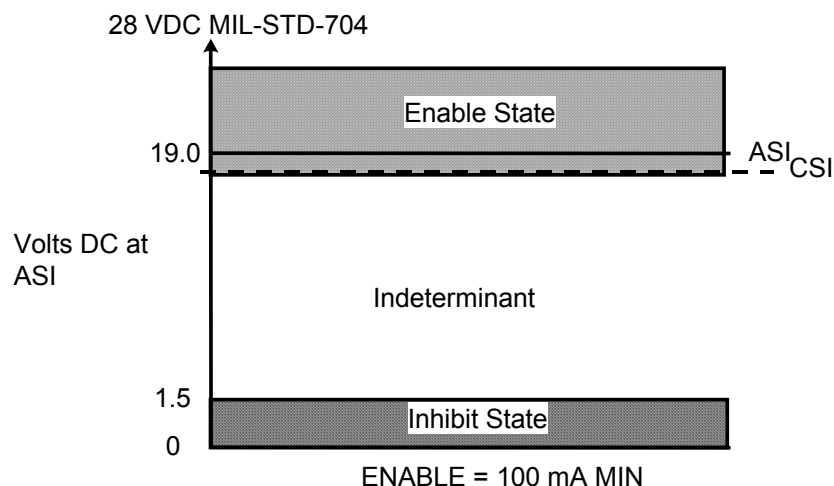 28 VDC MIL-STD-704
Enable State
19.0
ASI
CSI
Volts DC at
ASI
Indeterminant
1.5
Inhibit State
0
ENABLE = 100 mA MIN